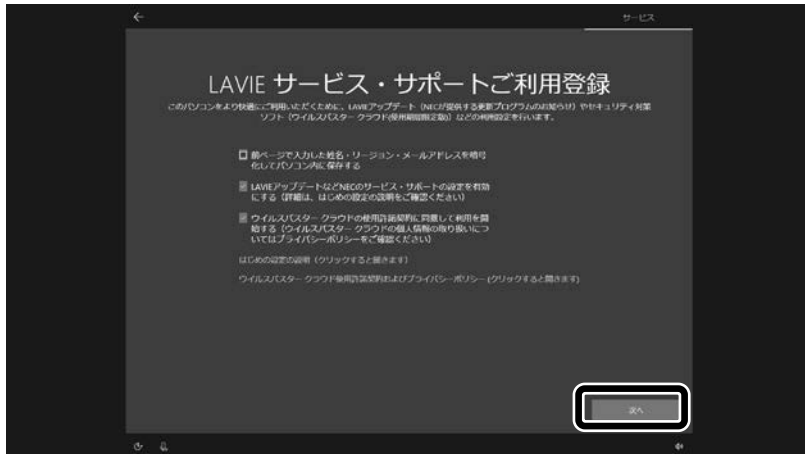 サービス
LAVIE サービス・サポートご利用登録
このパソコンをより快適にご利用いただくために、LAVIEアップデート（NECが提供する更新プログラムのお知らせ）やセキュリティ対策
ソフト（ウイルスバスター クラウド(使用期間限定版)）などの利用設定を行います。
前ページで入力した姓名・リージョン・メールアドレスを暗号
化してパソコン内に保存する
LAVIEアップデートなどNECのサービス・サポートの設定を有効
にする（詳細は、はじめの設定の説明をご確認ください）
ウイルスバスター クラウドの使用許諾契約に同意して利用を開
始する（ウイルスバスター クラウドの個人情報の取り扱いにつ
いてはプライバシーポリシーをご確認ください）
はじめの設定の説明（クリックすると開きます）
ウイルスバスター クラウド使用許諾契約およびプライバシーポリシー (クリックすると開きます)
次へ